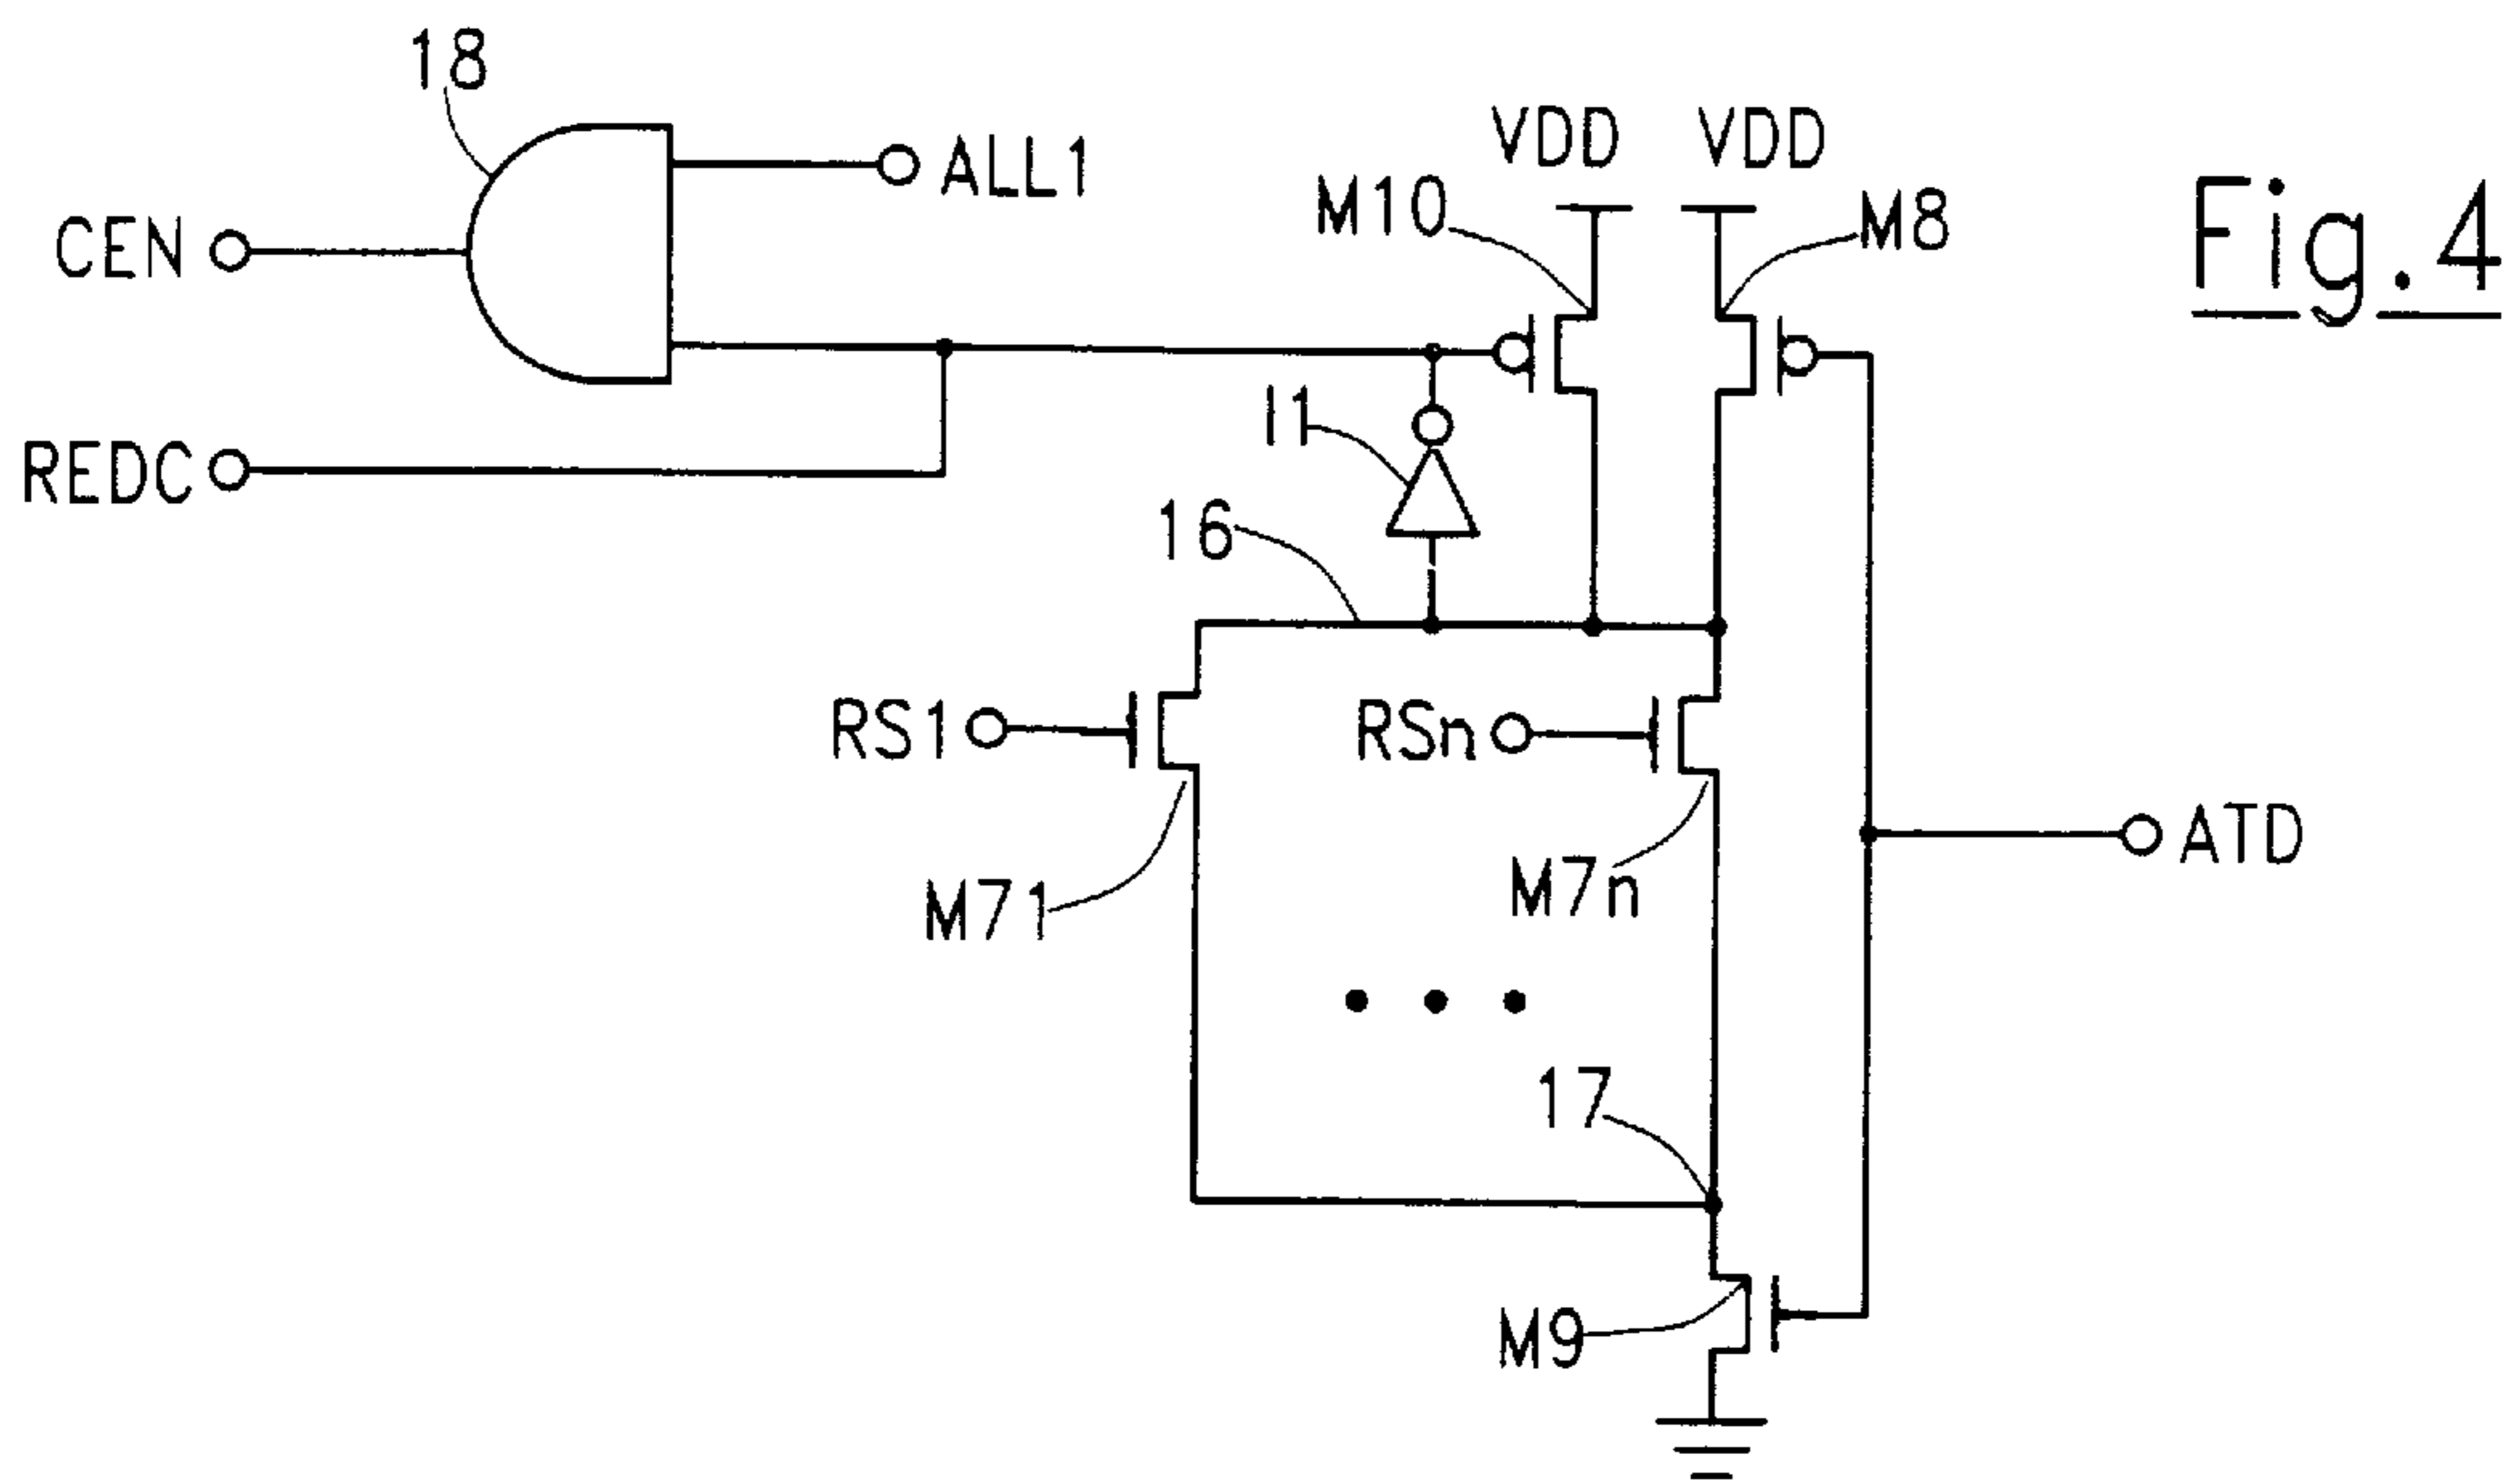 18
ALL1
VDD VDD
M10
M8
Fig.4
CEN
I1
REDC
16
RS1
RSn
ATD
M71
M7n
17
M9